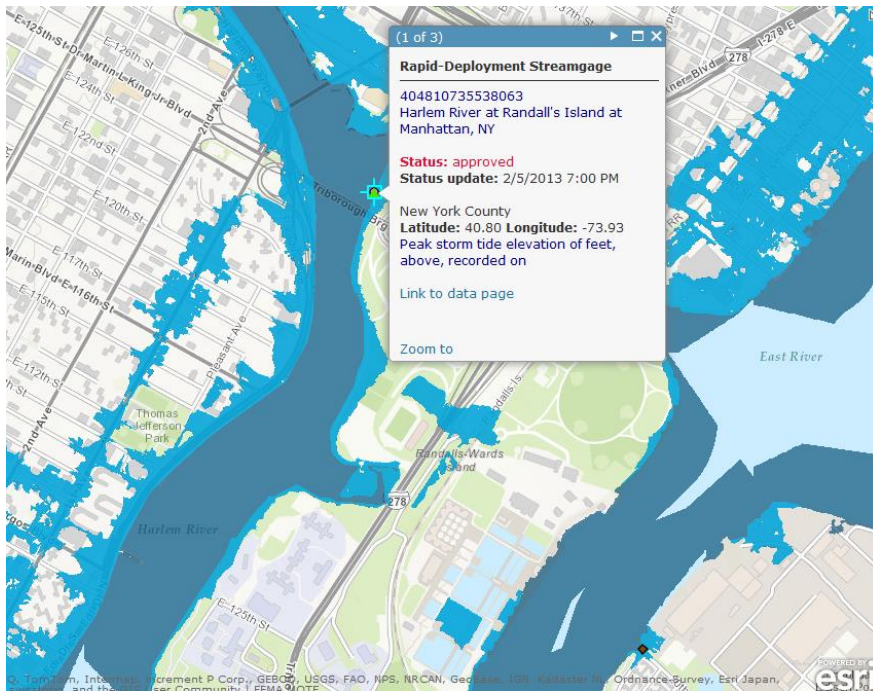 (1 of 3)
Rapid-Deployment Streamgage
404810735538063
Harlem River at Randall's Island at
Manhattan, NY
Status: approved
Status update: 2/5/2013 7:00 PM
New York County
Latitude: 40.80 Longitude: -73.93
Peak storm tide elevation of feet,
above, recorded on
Link to data page
Zoom to
E-125th-St-Dr-Martin-L-King-Jr-Blvd
E-126th-St
2nd-Ave
E-124th-St
E-122nd-St
E-120th-St
E-117th-St
E-116th-St
E-115th-St
E-112th-St
Pleasant-Ave
2nd-Ave
Thomas
Jefferson
Park
Triborough Brg
I-278-E
278
East River
Randalls-Wards
Island
278
Harlem River
E-125th-St
POWERED BY
esri